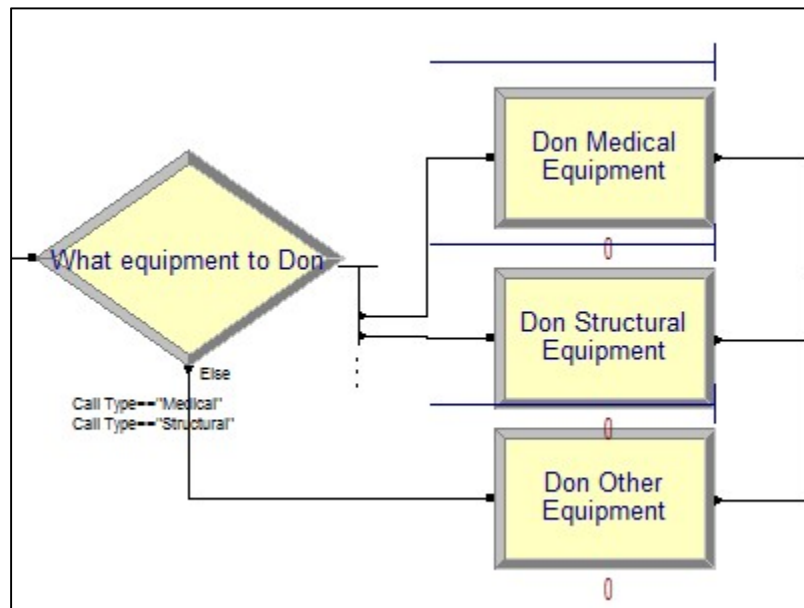 Don Medical
Equipment
0
What equipment to Don
Don Structural
Equipment
0
Else
Call Type=="Medical"
Call Type=="Structural"
Don Other
Equipment
0